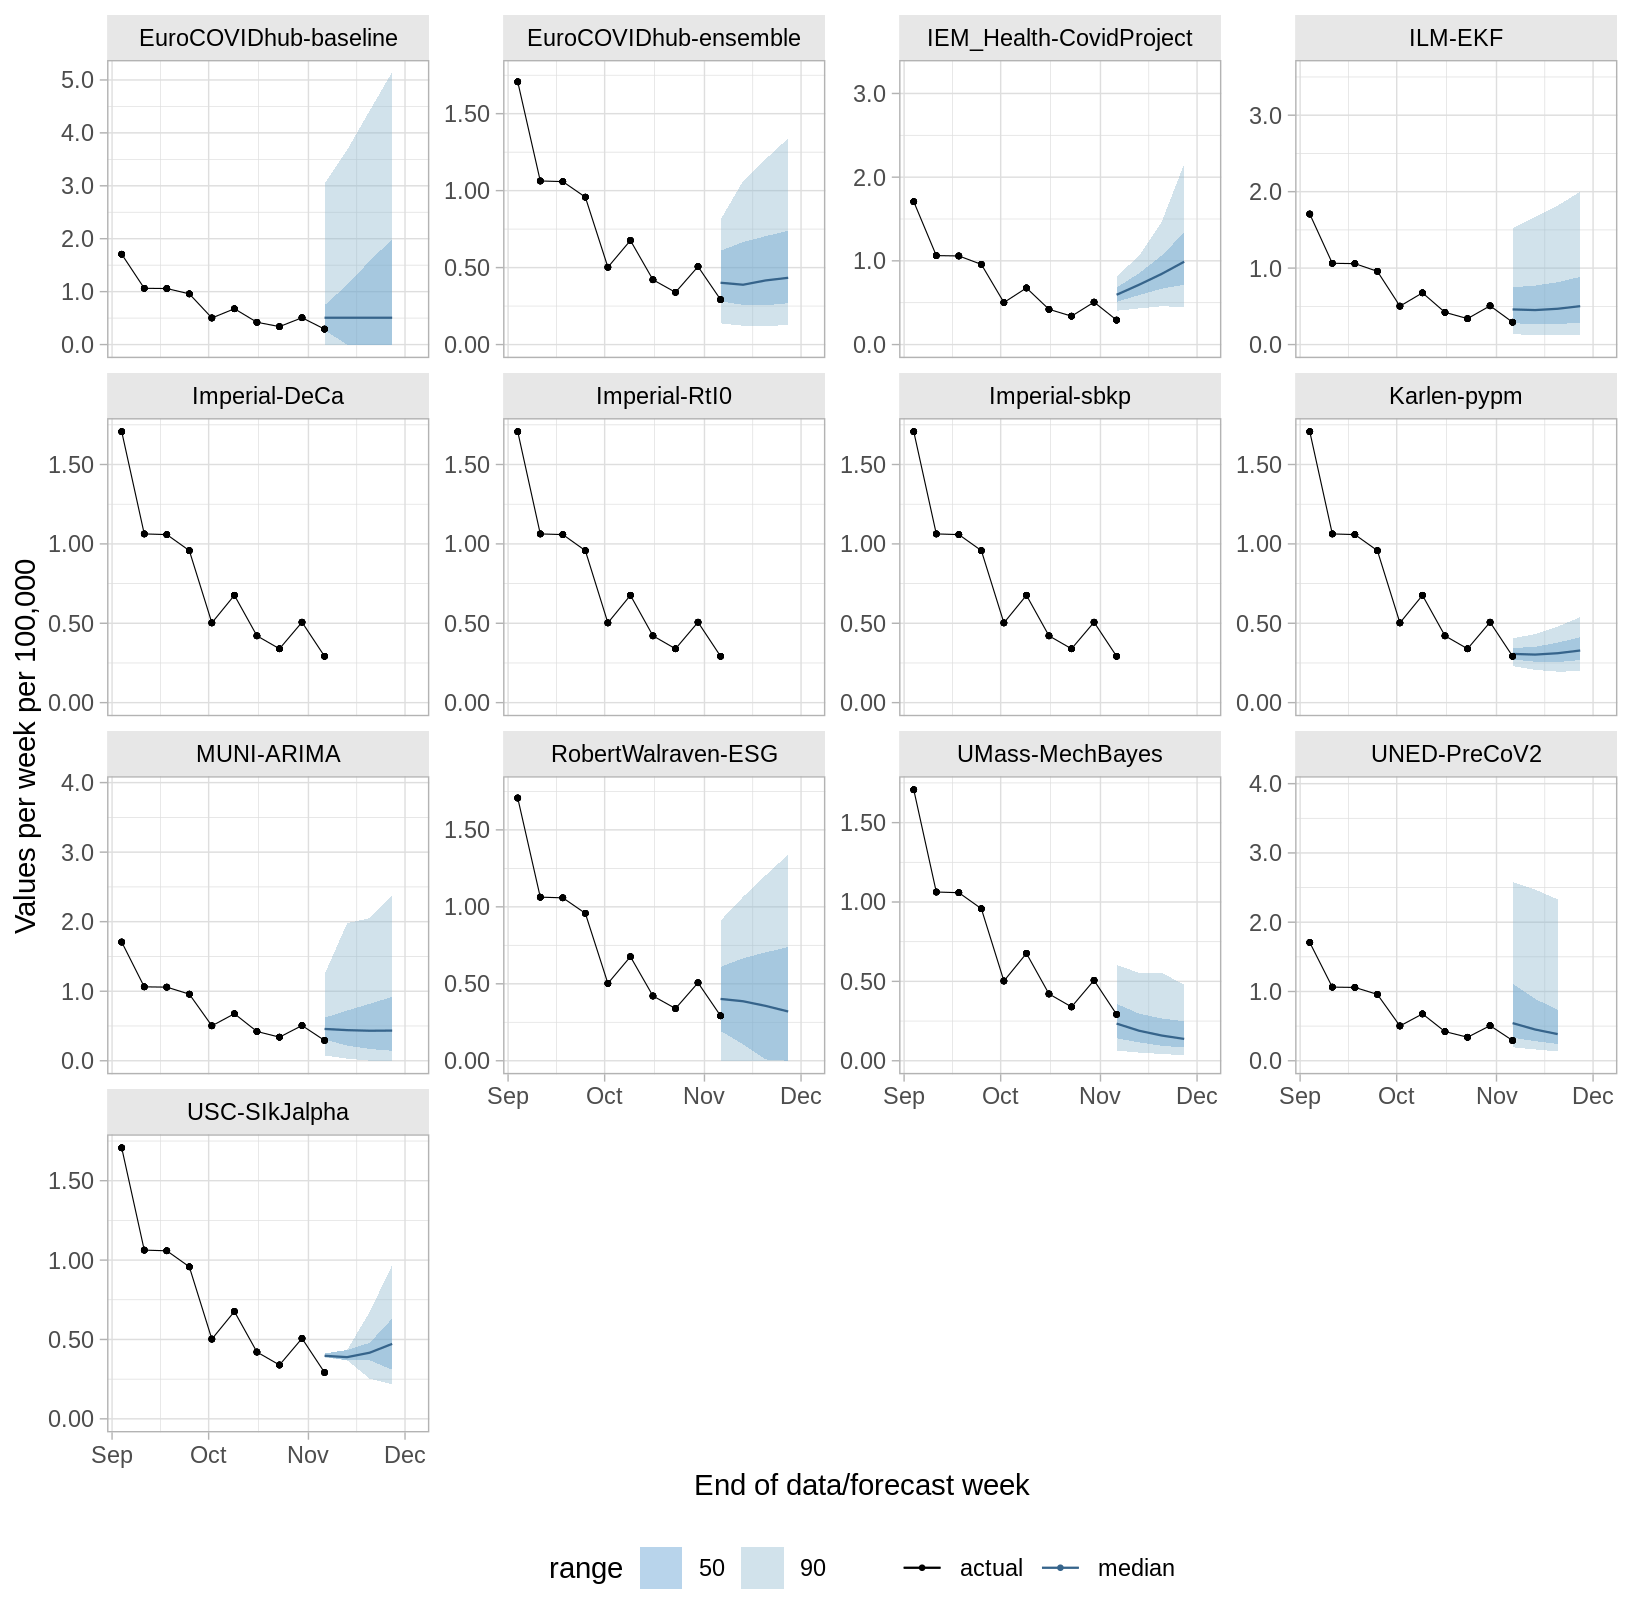 EuroCOVIDhub-baseline
EuroCOVIDhub-ensemble
IEM_Health-CovidProject
ILM-EKF
5.0
4.0
3.0
2.0
1.0
0.0
1.50
1.00
0.50
0.00
3.0
2.0
1.0
0.0
3.0
2.0
1.0
0.0
Imperial-DeCa
Imperial-RtI0
Imperial-sbkp
Karlen-pypm
1.50
1.00
0.50
0.00
1.50
1.00
0.50
0.00
1.50
1.00
0.50
0.00
1.50
1.00
0.50
0.00
Values per week per 100,000
MUNI-ARIMA
RobertWalraven-ESG
UMass-MechBayes
UNED-PreCoV2
4.0
3.0
2.0
1.0
0.0
1.50
1.00
0.50
0.00
Sep Oct Nov Dec
1.50
1.00
0.50
0.00
Sep Oct Nov Dec
4.0
3.0
2.0
1.0
0.0
Sep Oct Nov Dec
USC-SIkJalpha
1.50
1.00
0.50
0.00
Sep Oct Nov Dec
End of data/forecast week
range 50 90 actual median